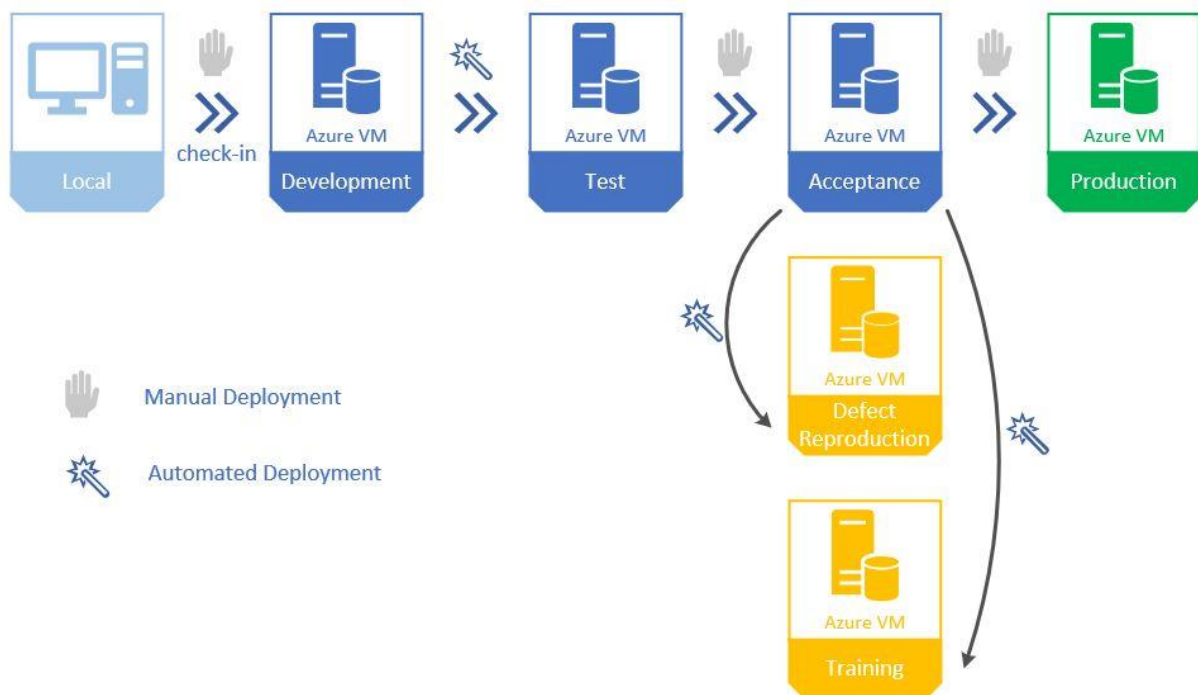 Azure VM
Azure VM
Azure VM
Azure VM
check-in
Local
Development
Test
Acceptance
Production
Azure VM
Defect
Reproduction
Manual Deployment
Automated Deployment
Azure VM
Training